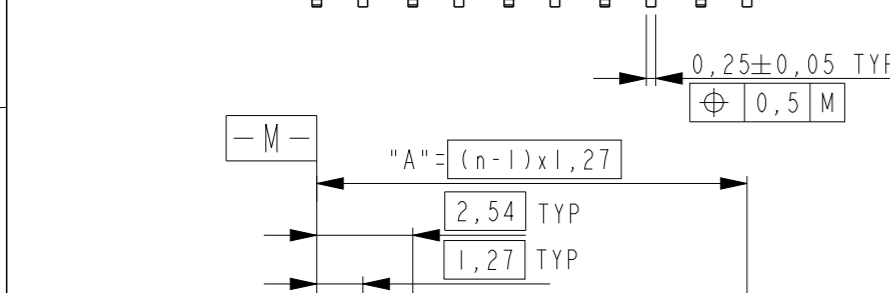 0,25±0,05 TYP
⌖ 0,5 M
-M-
"A"= (n-1)x1,27
2,54 TYP
1,27 TYP